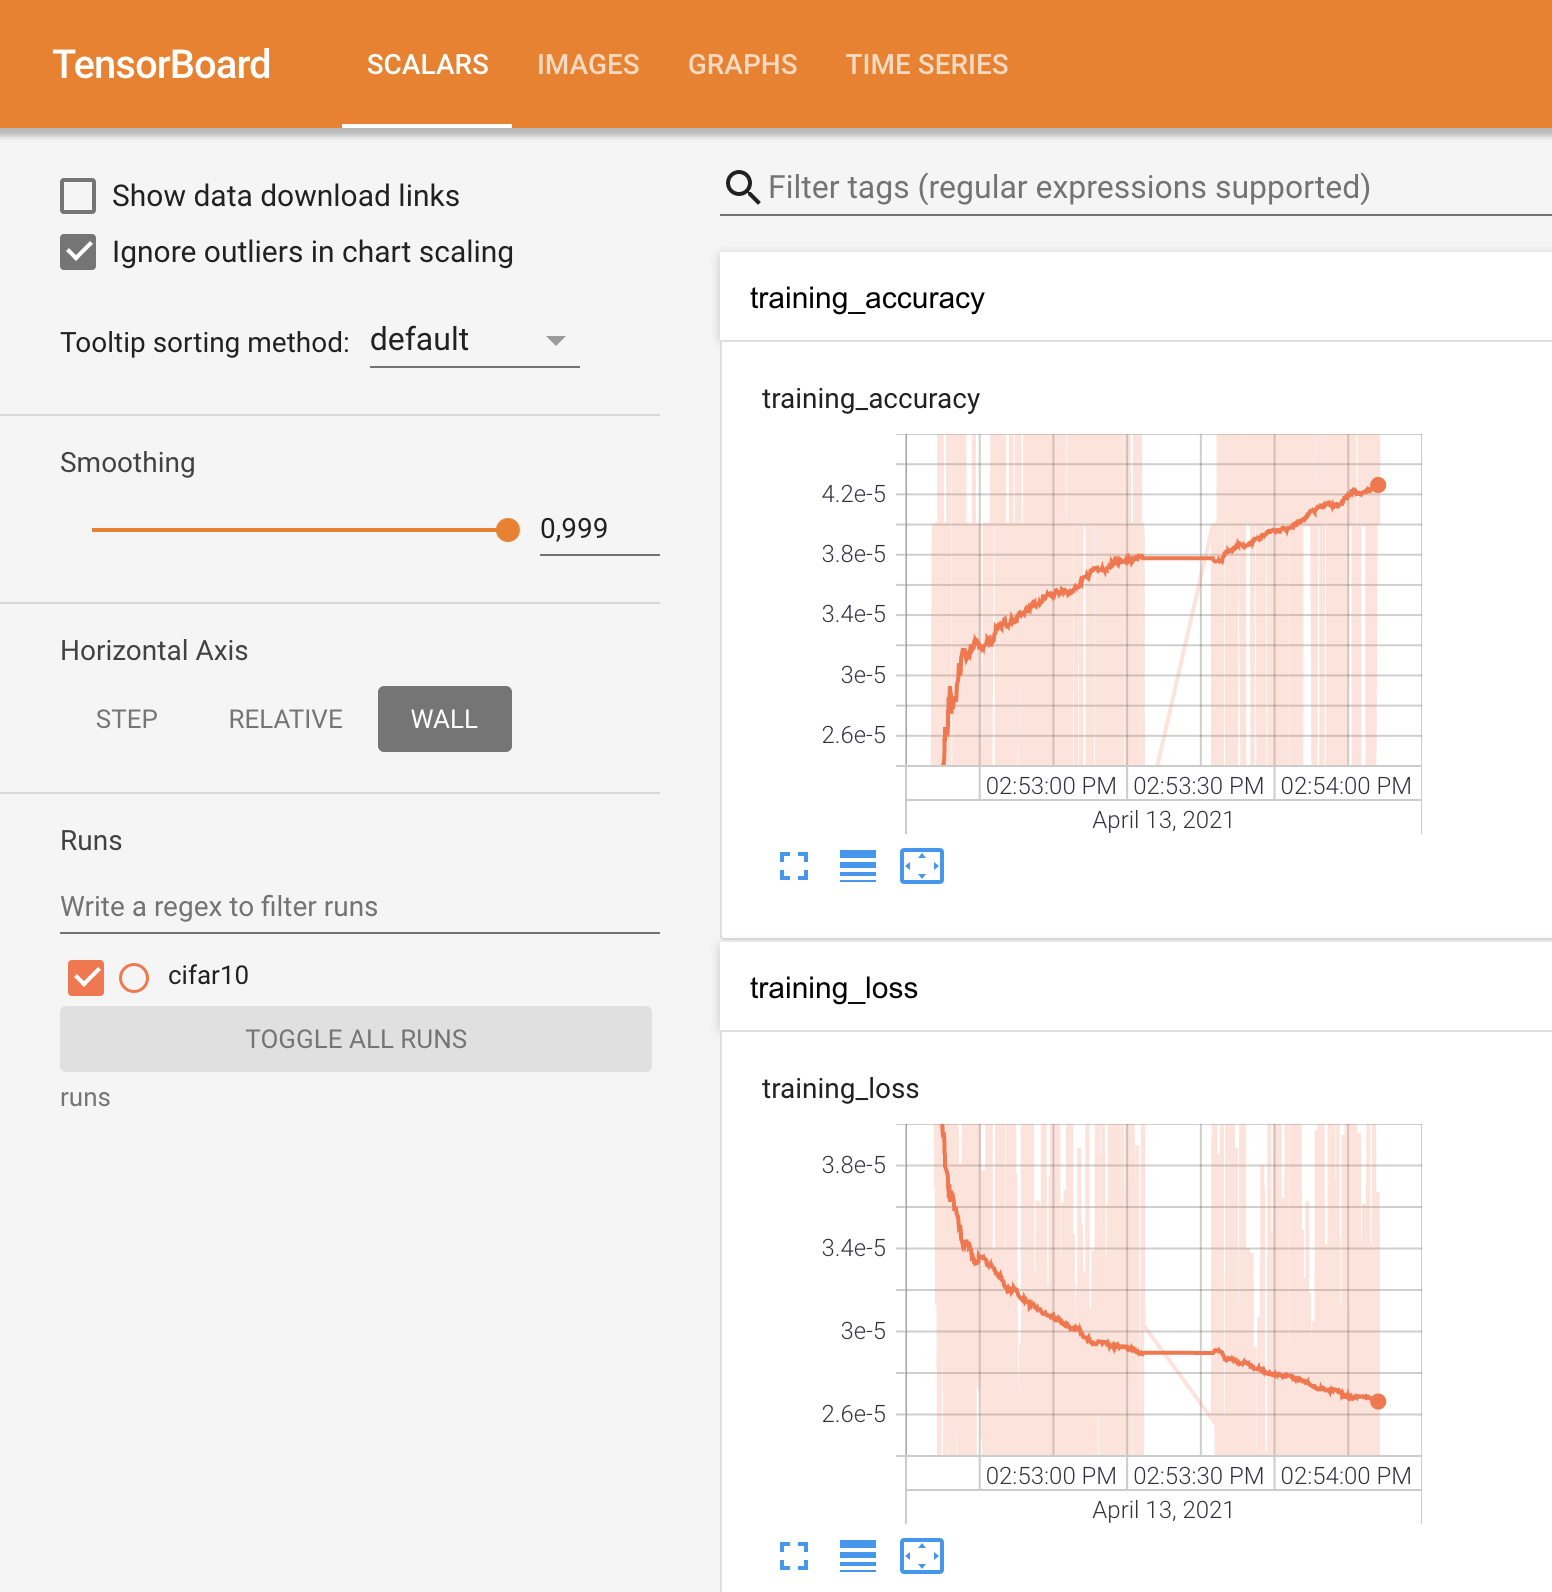 TensorBoard SCALARS IMAGES GRAPHS TIME SERIES
Show data download links
Ignore outliers in chart scaling
Tooltip sorting method: default
Smoothing
0,999
Horizontal Axis
STEP RELATIVE WALL
Runs
Write a regex to filter runs
cifar10
TOGGLE ALL RUNS
runs
Filter tags (regular expressions supported)
training_accuracy
training_accuracy
4.2e-5
3.8e-5
3.4e-5
3e-5
2.6e-5
02:53:00 PM 02:53:30 PM 02:54:00 PM
April 13, 2021
training_loss
training_loss
3.8e-5
3.4e-5
3e-5
2.6e-5
02:53:00 PM 02:53:30 PM 02:54:00 PM
April 13, 2021